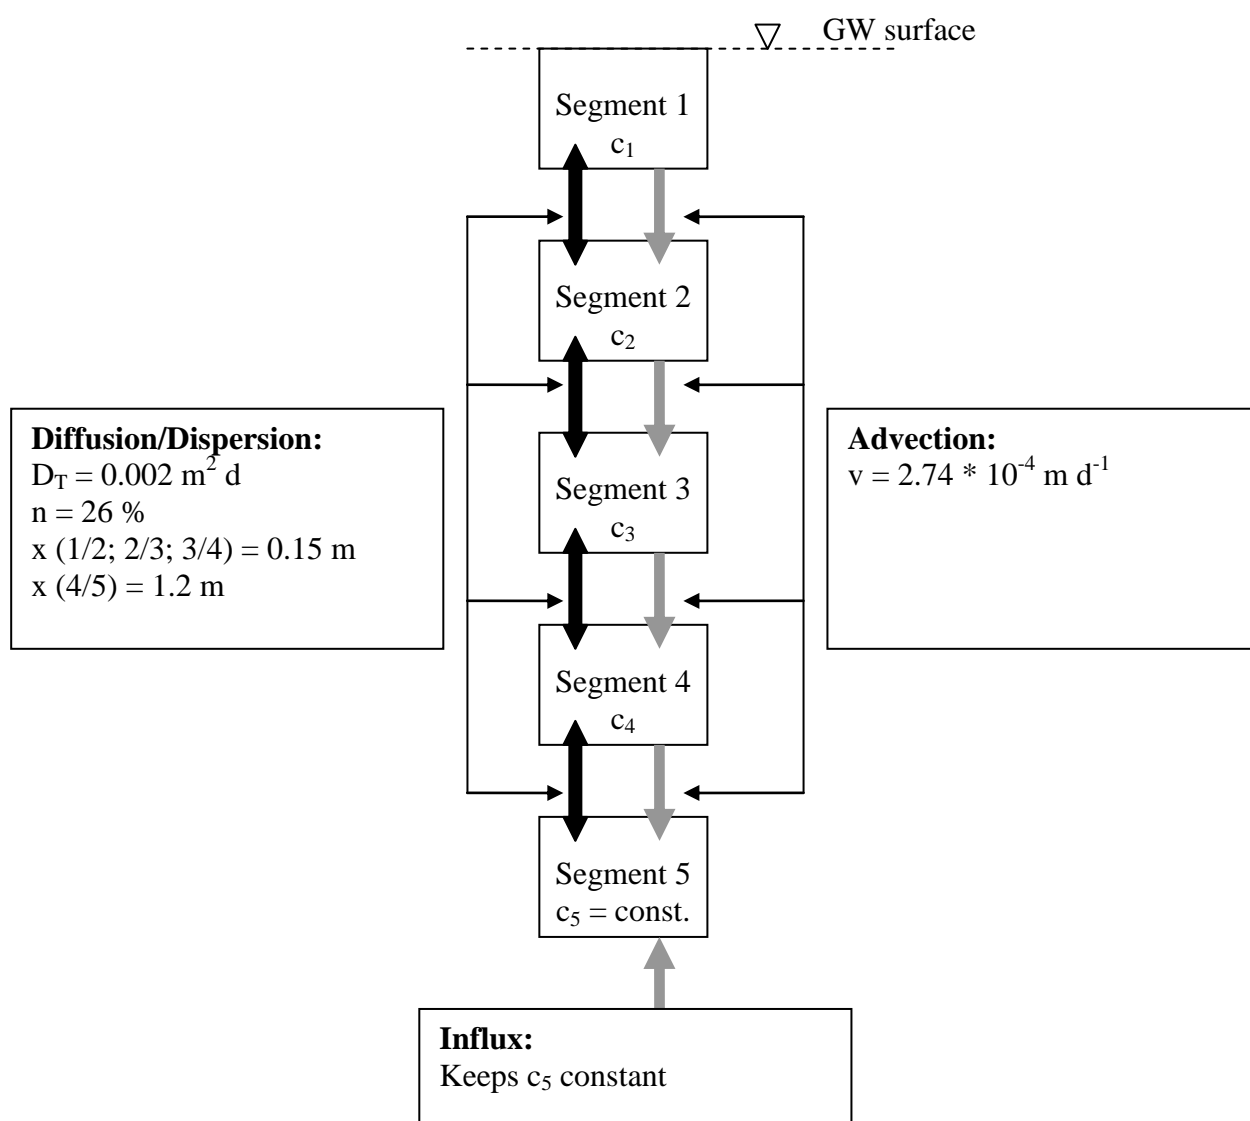 GW surface
Segment 1
c₁
Segment 2
c₂
Diffusion/Dispersion:
D_T = 0.002 m² d
n = 26 %
x (1/2; 2/3; 3/4) = 0.15 m
x (4/5) = 1.2 m
Segment 3
c₃
Advection:
v = 2.74 * 10⁻⁴ m d⁻¹
Segment 4
c₄
Segment 5
c₅ = const.
Influx:
Keeps c₅ constant